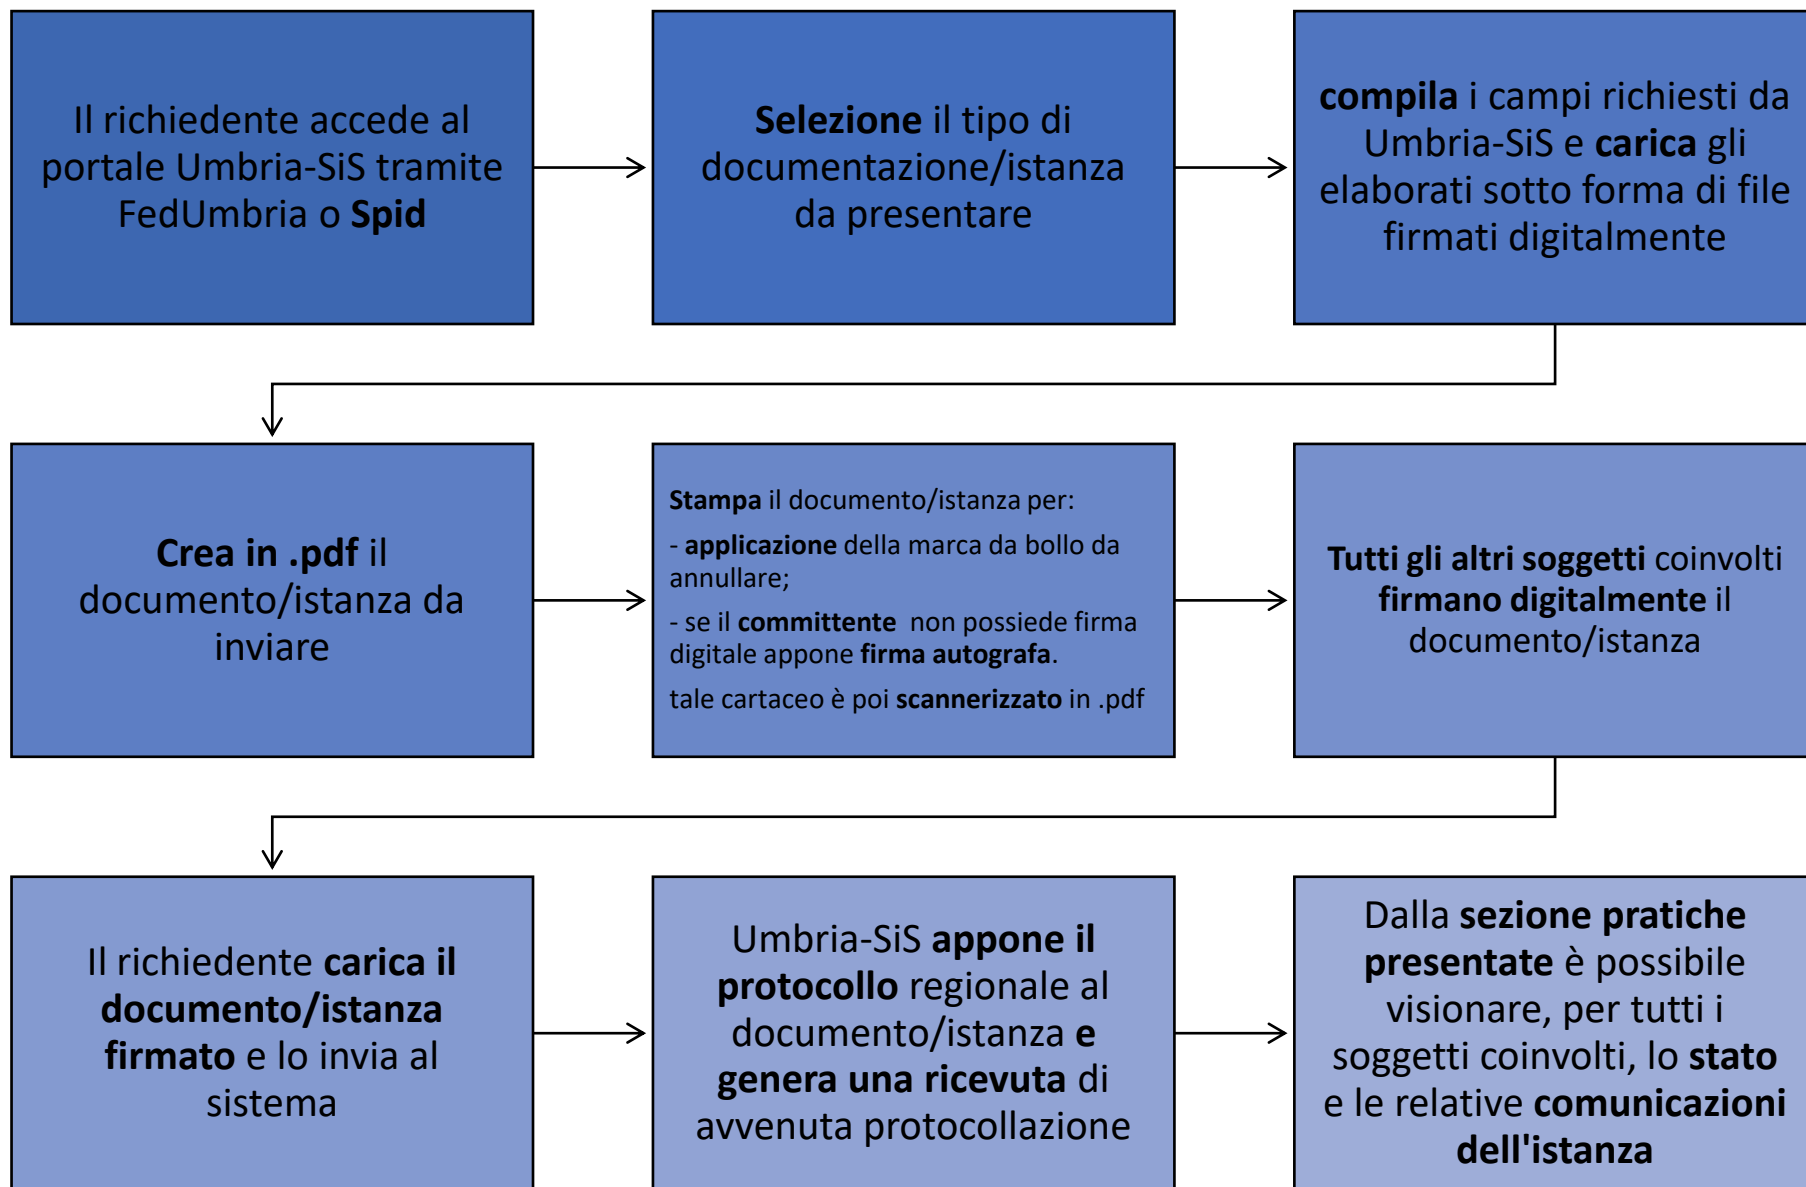 Il richiedente accede al
portale Umbria-SiS tramite
FedUmbria o Spid
Selezione il tipo di
documentazione/istanza
da presentare
compila i campi richiesti da
Umbria-SiS e carica gli
elaborati sotto forma di file
firmati digitalmente
Crea in .pdf il
documento/istanza da
inviare
Stampa il documento/istanza per:
- applicazione della marca da bollo da
annullare;
- se il committente non possiede firma
digitale appone firma autografa.
tale cartaceo è poi scannerizzato in .pdf
Tutti gli altri soggetti coinvolti
firmano digitalmente il
documento/istanza
Il richiedente carica il
documento/istanza
firmato e lo invia al
sistema
Umbria-SiS appone il
protocollo regionale al
documento/istanza e
genera una ricevuta di
avvenuta protocollazione
Dalla sezione pratiche
presentate è possibile
visionare, per tutti i
soggetti coinvolti, lo stato
e le relative comunicazioni
dell'istanza